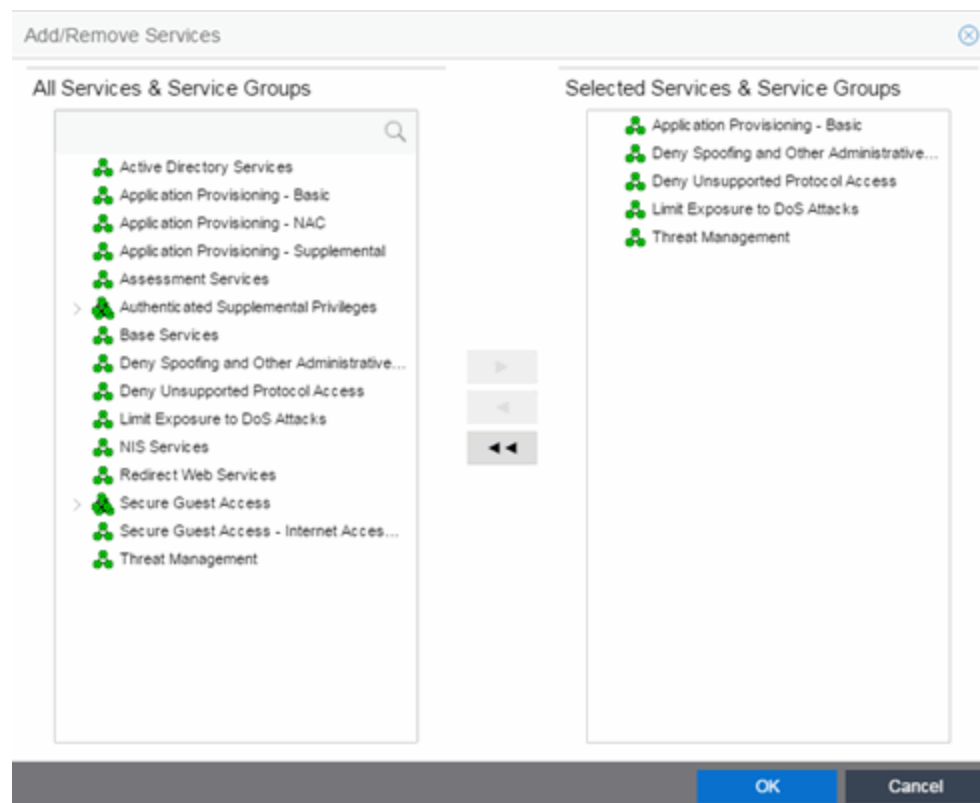 Add/Remove Services
All Services & Service Groups
Active Directory Services
Application Provisioning - Basic
Application Provisioning - NAC
Application Provisioning - Supplemental
Assessment Services
Authenticated Supplemental Privileges
Base Services
Deny Spoofing and Other Administrative...
Deny Unsupported Protocol Access
Limit Exposure to DoS Attacks
NIS Services
Redirect Web Services
Secure Guest Access
Secure Guest Access - Internet Acces...
Threat Management
Selected Services & Service Groups
Application Provisioning - Basic
Deny Spoofing and Other Administrative...
Deny Unsupported Protocol Access
Limit Exposure to DoS Attacks
Threat Management
OK
Cancel